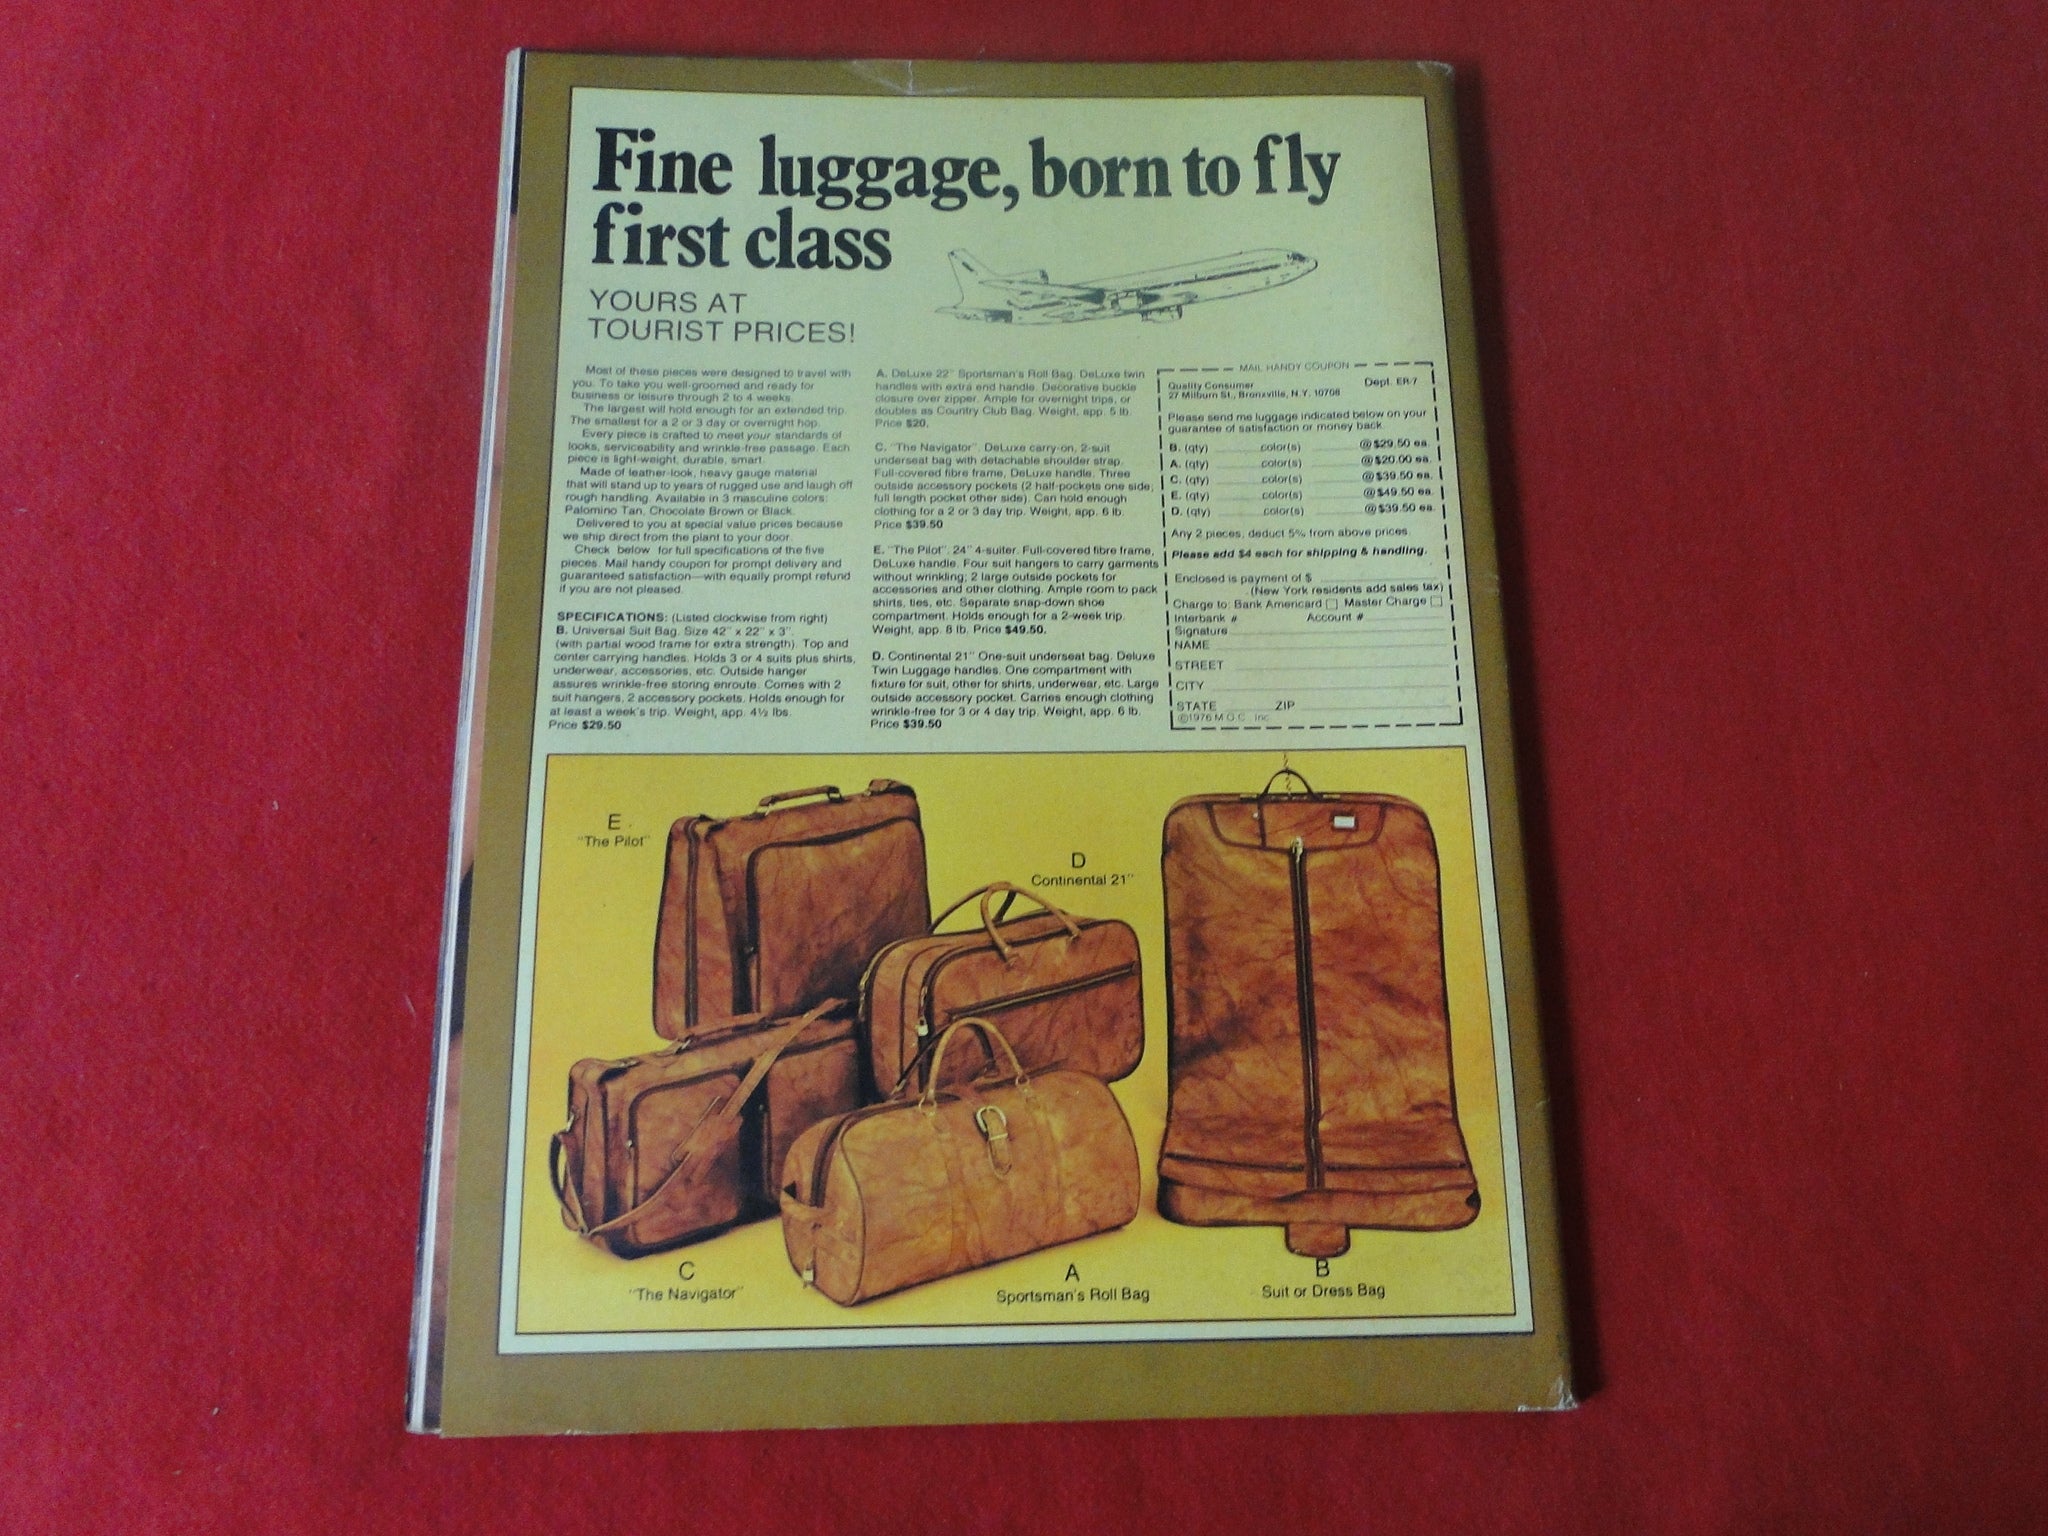 Fine luggage, born to fly
first class
YOURS AT
TOURIST PRICES!
Most of these pieces were designed to travel with
you. To take you well-groomed and ready for
business or leisure through 2 to 4 weeks.
The largest will hold enough for an extended trip.
The smallest for a 2 or 3 day or overnight hop.
Every piece is crafted to meet your standards of
looks, serviceability and wrinkle-free passage. Each
piece is light-weight, durable, smart.
Made of leather-look, heavy gauge material
that will stand up to years of rugged use and laugh off
rough handling. Available in 3 masculine colors:
Palomino Tan, Chocolate Brown or Black.
Delivered to you at special value prices because
we ship direct from the plant to your door.
Check below for full specifications of the five
pieces. Mail handy coupon for prompt delivery and
guaranteed satisfaction—with equally prompt refund
if you are not pleased.
SPECIFICATIONS: (Listed clockwise from right)
B. Universal Suit Bag. Size 42" x 22" x 3".
(with partial wood frame for extra strength). Top and
center carrying handles. Holds 3 or 4 suits plus shirts,
underwear, accessories, etc. Outside hanger
assures wrinkle-free storing enroute. Comes with 2
suit hangers, 2 accessory pockets. Holds enough for
at least a week's trip. Weight, app. 4½ lbs.
Price $29.50
A. DeLuxe 22" Sportsman's Roll Bag. DeLuxe twin
handles with extra end handle. Decorative buckle
closure over zipper. Ample for overnight trips, or
doubles as Country Club Bag. Weight, app. 5 lb.
Price $20.
C. "The Navigator". DeLuxe carry-on, 2-suit
underseat bag with detachable shoulder strap.
Full-covered fibre frame, DeLuxe handle. Three
outside accessory pockets (2 half-pockets one side;
full length pocket other side). Can hold enough
clothing for a 2 or 3 day trip. Weight, app. 6 lb.
Price $39.50
E. "The Pilot". 24" 4-suiter. Full-covered fibre frame,
DeLuxe handle. Four suit hangers to carry garments
without wrinkling; 2 large outside pockets for
accessories and other clothing. Ample room to pack
shirts, ties, etc. Separate snap-down shoe
compartment. Holds enough for a 2-week trip.
Weight, app. 8 lb. Price $49.50.
D. Continental 21" One-suit underseat bag. Deluxe
Twin Luggage handles. One compartment with
fixture for suit, other for shirts, underwear, etc. Large
outside accessory pocket. Carries enough clothing
wrinkle-free for 3 or 4 day trip. Weight, app. 6 lb.
Price $39.50
MAIL HANDY COUPON
Quality Consumer Dept. ER-7
27 Milburn St., Bronxville, N.Y. 10708
Please send me luggage indicated below on your
guarantee of satisfaction or money back.
B. (qty) color(s) @ $29.50 ea.
A. (qty) color(s) @ $20.00 ea.
C. (qty) color(s) @ $39.50 ea.
E. (qty) color(s) @ $49.50 ea.
D. (qty) color(s) @ $39.50 ea.
Any 2 pieces, deduct 5% from above prices.
Please add $4 each for shipping & handling.
Enclosed is payment of $
(New York residents add sales tax)
Charge to: Bank Americard Master Charge
Interbank # Account #
Signature
NAME
STREET
CITY
STATE ZIP
©1976 M.O.C. Inc.
E
"The Pilot"
D
Continental 21"
C
"The Navigator"
A
Sportsman's Roll Bag
B
Suit or Dress Bag